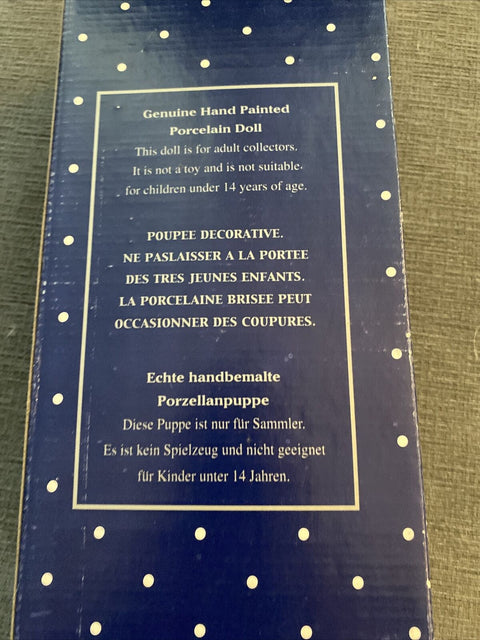 Genuine Hand Painted
Porcelain Doll
This doll is for adult collectors.
It is not a toy and is not suitable
for children under 14 years of age.
POUPEE DECORATIVE.
NE PASLAISSER A LA PORTEE
DES TRES JEUNES ENFANTS.
LA PORCELAINE BRISEE PEUT
OCCASIONNER DES COUPURES.
Echte handbemalte
Porzellanpuppe
Diese Puppe ist nur für Sammler.
Es ist kein Spielzeug und nicht geeignet
für Kinder unter 14 Jahren.